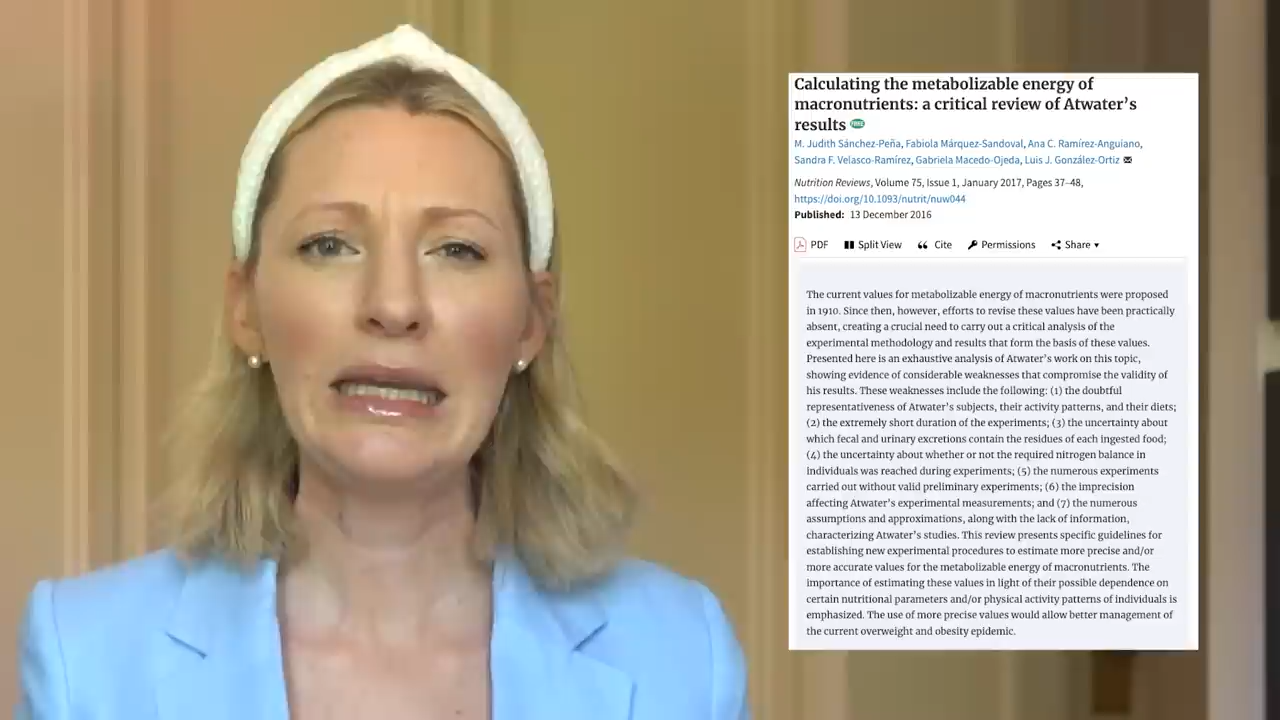 Calculating the metabolizable energy of
macronutrients: a critical review of Atwater's
results FREE
M. Judith Sánchez-Peña, Fabiola Márquez-Sandoval, Ana C. Ramírez-Anguiano,
Sandra F. Velasco-Ramírez, Gabriela Macedo-Ojeda, Luis J. González-Ortiz
Nutrition Reviews, Volume 75, Issue 1, January 2017, Pages 37–48,
https://doi.org/10.1093/nutrit/nuw044
Published: 13 December 2016
PDF Split View Cite Permissions Share
The current values for metabolizable energy of macronutrients were proposed
in 1910. Since then, however, efforts to revise these values have been practically
absent, creating a crucial need to carry out a critical analysis of the
experimental methodology and results that form the basis of these values.
Presented here is an exhaustive analysis of Atwater's work on this topic,
showing evidence of considerable weaknesses that compromise the validity of
his results. These weaknesses include the following: (1) the doubtful
representativeness of Atwater's subjects, their activity patterns, and their diets;
(2) the extremely short duration of the experiments; (3) the uncertainty about
which fecal and urinary excretions contain the residues of each ingested food;
(4) the uncertainty about whether or not the required nitrogen balance in
individuals was reached during experiments; (5) the numerous experiments
carried out without valid preliminary experiments; (6) the imprecision
affecting Atwater's experimental measurements; and (7) the numerous
assumptions and approximations, along with the lack of information,
characterizing Atwater's studies. This review presents specific guidelines for
establishing new experimental procedures to estimate more precise and/or
more accurate values for the metabolizable energy of macronutrients. The
importance of estimating these values in light of their possible dependence on
certain nutritional parameters and/or physical activity patterns of individuals is
emphasized. The use of more precise values would allow better management of
the current overweight and obesity epidemic.